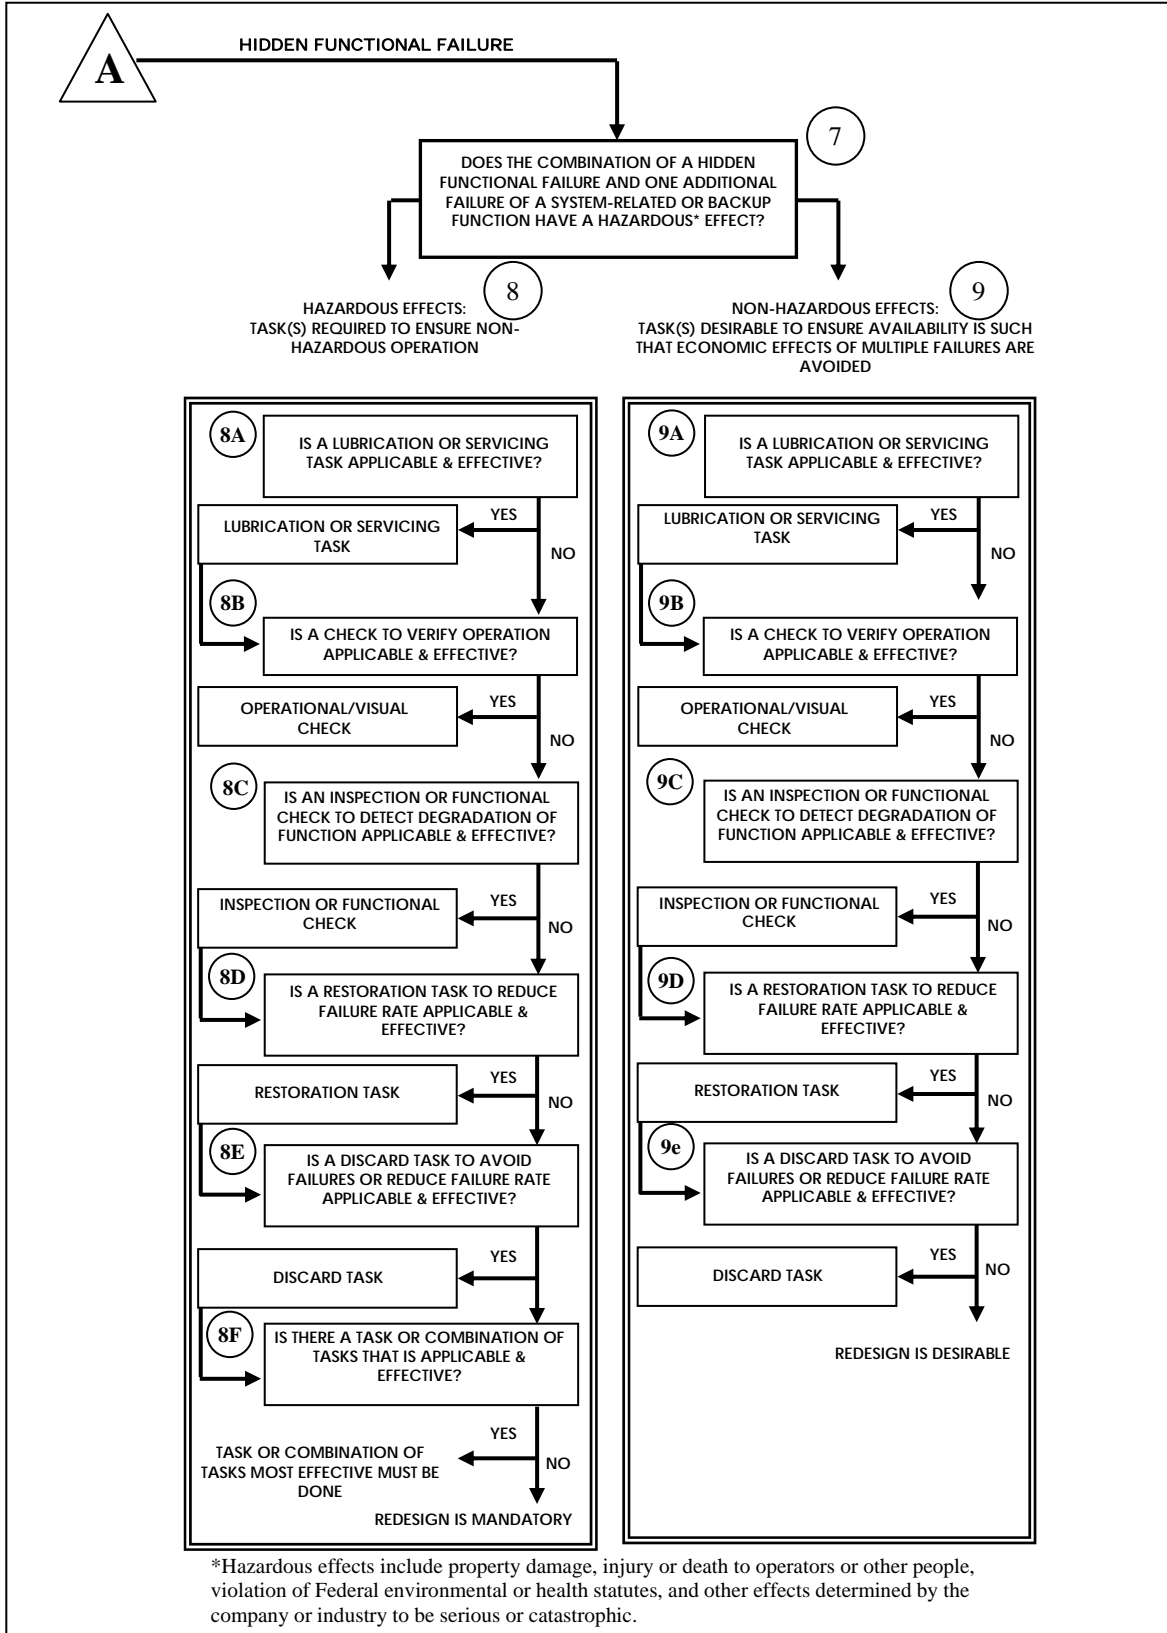 A
HIDDEN FUNCTIONAL FAILURE
7
DOES THE COMBINATION OF A HIDDEN
FUNCTIONAL FAILURE AND ONE ADDITIONAL
FAILURE OF A SYSTEM-RELATED OR BACKUP
FUNCTION HAVE A HAZARDOUS* EFFECT?
8
HAZARDOUS EFFECTS:
TASK(S) REQUIRED TO ENSURE NON-
HAZARDOUS OPERATION
9
NON-HAZARDOUS EFFECTS:
TASK(S) DESIRABLE TO ENSURE AVAILABILITY IS SUCH
THAT ECONOMIC EFFECTS OF MULTIPLE FAILURES ARE
AVOIDED
8A
IS A LUBRICATION OR SERVICING
TASK APPLICABLE & EFFECTIVE?
YES
LUBRICATION OR SERVICING
TASK
NO
8B
IS A CHECK TO VERIFY OPERATION
APPLICABLE & EFFECTIVE?
YES
OPERATIONAL/VISUAL
CHECK
NO
8C
IS AN INSPECTION OR FUNCTIONAL
CHECK TO DETECT DEGRADATION OF
FUNCTION APPLICABLE & EFFECTIVE?
YES
INSPECTION OR FUNCTIONAL
CHECK
NO
8D
IS A RESTORATION TASK TO REDUCE
FAILURE RATE APPLICABLE &
EFFECTIVE?
YES
RESTORATION TASK
NO
8E
IS A DISCARD TASK TO AVOID
FAILURES OR REDUCE FAILURE RATE
APPLICABLE & EFFECTIVE?
YES
DISCARD TASK
8F
IS THERE A TASK OR COMBINATION OF
TASKS THAT IS APPLICABLE &
EFFECTIVE?
YES
TASK OR COMBINATION OF
TASKS MOST EFFECTIVE MUST BE
DONE
NO
REDESIGN IS MANDATORY
9A
IS A LUBRICATION OR SERVICING
TASK APPLICABLE & EFFECTIVE?
YES
LUBRICATION OR SERVICING
TASK
NO
9B
IS A CHECK TO VERIFY OPERATION
APPLICABLE & EFFECTIVE?
YES
OPERATIONAL/VISUAL
CHECK
NO
9C
IS AN INSPECTION OR FUNCTIONAL
CHECK TO DETECT DEGRADATION OF
FUNCTION APPLICABLE & EFFECTIVE?
YES
INSPECTION OR FUNCTIONAL
CHECK
NO
9D
IS A RESTORATION TASK TO REDUCE
FAILURE RATE APPLICABLE &
EFFECTIVE?
YES
RESTORATION TASK
NO
9e
IS A DISCARD TASK TO AVOID
FAILURES OR REDUCE FAILURE RATE
APPLICABLE & EFFECTIVE?
YES
DISCARD TASK
NO
REDESIGN IS DESIRABLE
*Hazardous effects include property damage, injury or death to operators or other people,
violation of Federal environmental or health statutes, and other effects determined by the
company or industry to be serious or catastrophic.